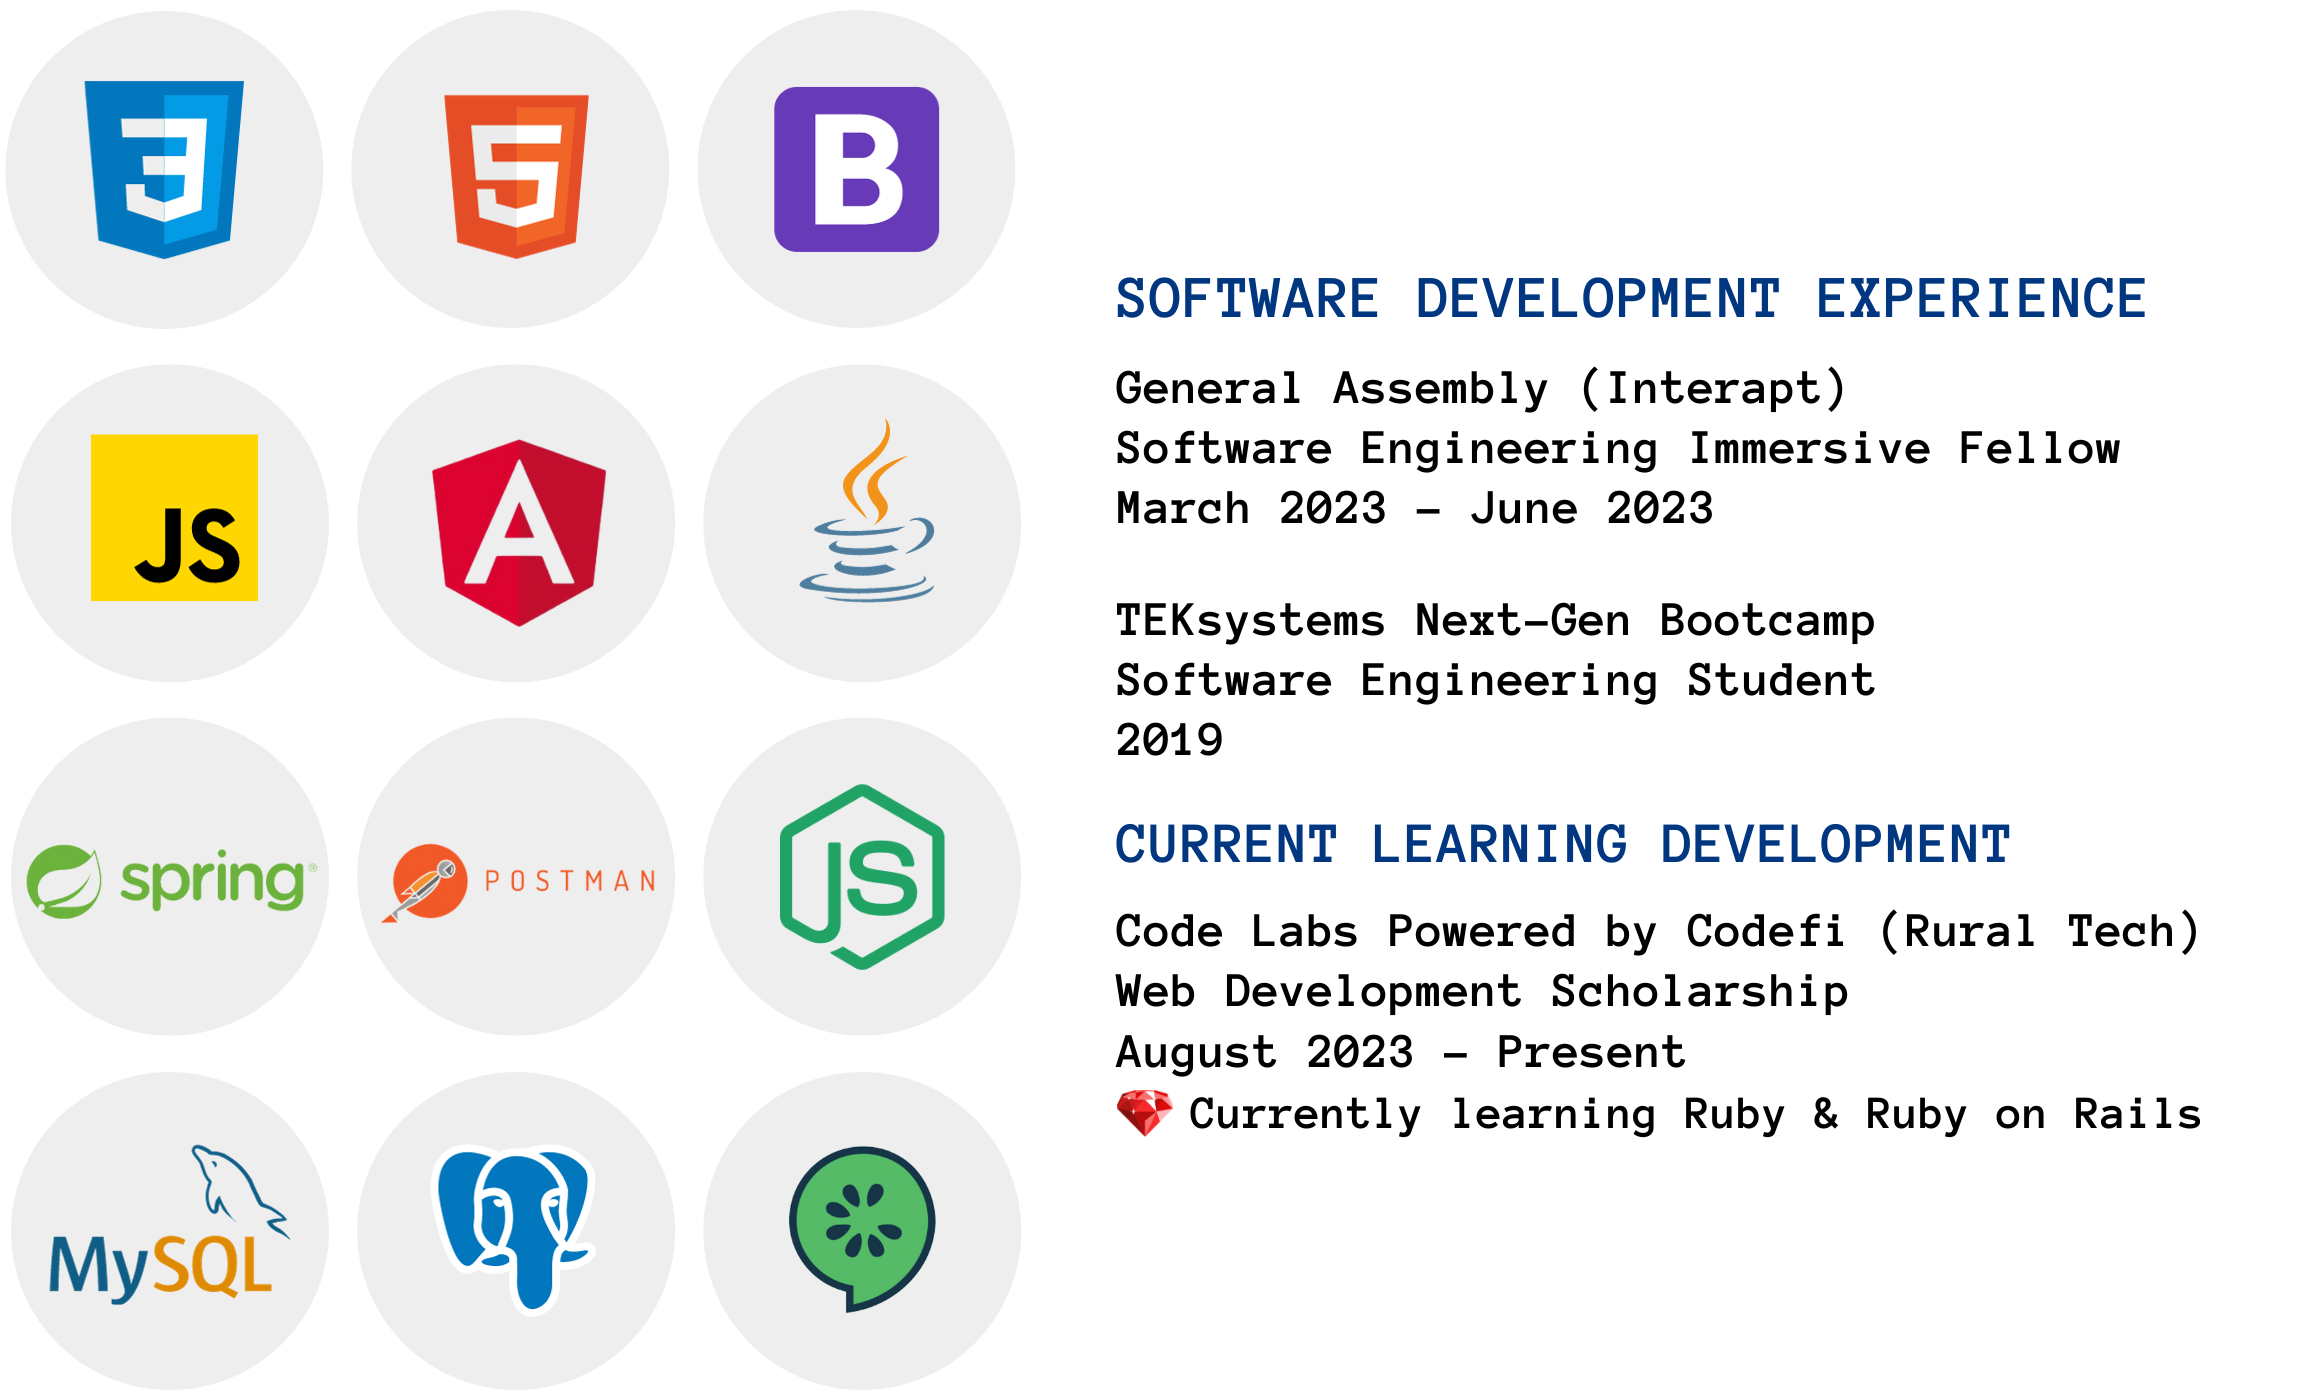 3
5
B
JS
A
spring®
POSTMAN
JS
MySQL
SOFTWARE DEVELOPMENT EXPERIENCE
General Assembly (Interapt)
Software Engineering Immersive Fellow
March 2023 – June 2023
TEKsystems Next-Gen Bootcamp
Software Engineering Student
2019
CURRENT LEARNING DEVELOPMENT
Code Labs Powered by Codefi (Rural Tech)
Web Development Scholarship
August 2023 – Present
Currently learning Ruby & Ruby on Rails